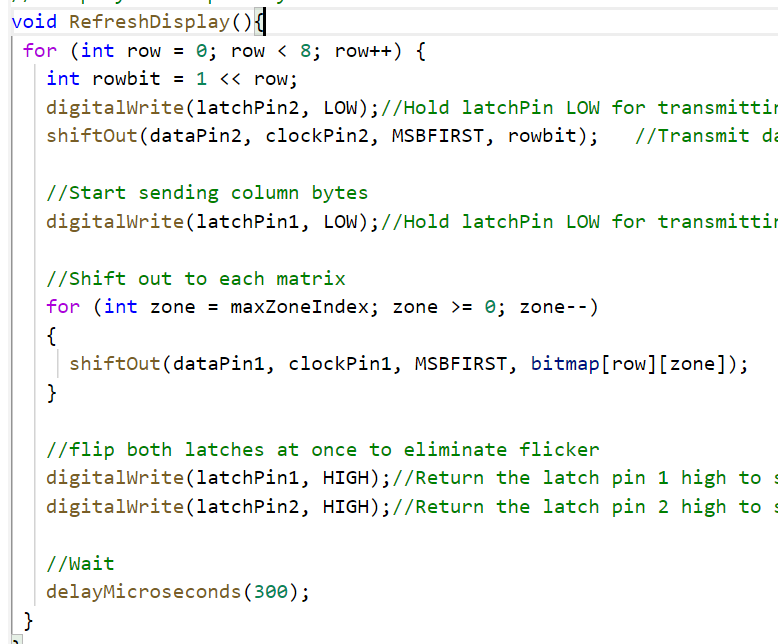 void RefreshDisplay(){
for (int row = 0; row < 8; row++) {
int rowbit = 1 << row;
digitalWrite(latchPin2, LOW);//Hold latchPin LOW for
shiftOut(dataPin2, clockPin2, MSBFIRST, rowbit);   //Transmit
//Start sending column bytes
digitalWrite(latchPin1, LOW);//Hold latchPin LOW for
//Shift out to each matrix
for (int zone = maxZoneIndex; zone >= 0; zone--)
{
shiftOut(dataPin1, clockPin1, MSBFIRST, bitmap[row][zone]);
}
//flip both latches at once to eliminate flicker
digitalWrite(latchPin1, HIGH);//Return the latch pin 1 high to
digitalWrite(latchPin2, HIGH);//Return the latch pin 2 high to
//Wait
delayMicroseconds(300);
}